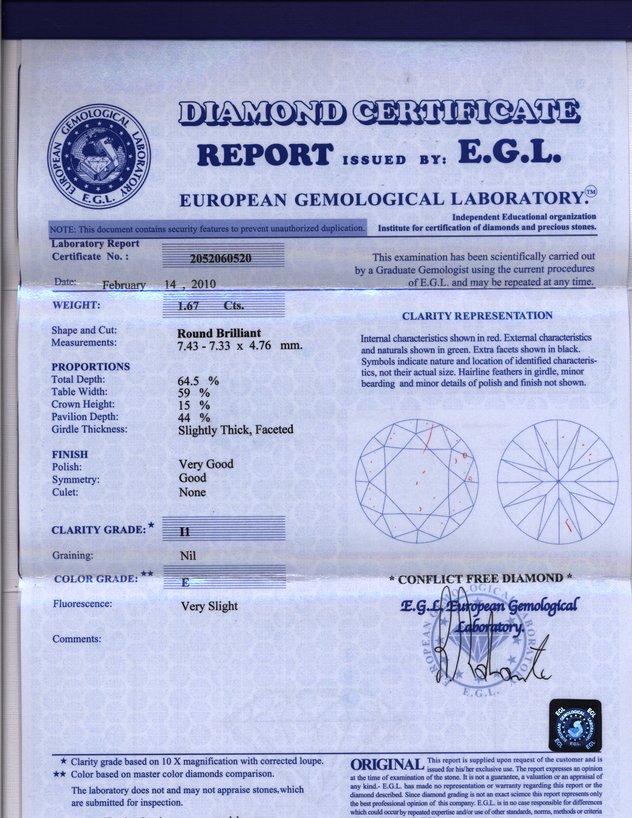 EUROPEAN GEMOLOGICAL LABORATORY
E.G.L.
DIAMOND CERTIFICATE
REPORT ISSUED BY: E.G.L.
EUROPEAN GEMOLOGICAL LABORATORY.™
Independent Educational organization
Institute for certification of diamonds and precious stones.
NOTE: This document contains security features to prevent unauthorized duplication.
Laboratory Report
Certificate No. : 2052060520
Date: February 14 , 2010
WEIGHT: 1.67 Cts.
Shape and Cut: Round Brilliant
Measurements: 7.43 - 7.33 x 4.76 mm.
PROPORTIONS
Total Depth: 64.5 %
Table Width: 59 %
Crown Height: 15 %
Pavilion Depth: 44 %
Girdle Thickness: Slightly Thick, Faceted
FINISH
Polish: Very Good
Symmetry: Good
Culet: None
CLARITY GRADE:★ I1
Graining: Nil
COLOR GRADE:★★ E
Fluorescence: Very Slight
Comments:
This examination has been scientifically carried out
by a Graduate Gemologist using the current procedures
of E.G.L. and may be repeated at any time.
CLARITY REPRESENTATION
Internal characteristics shown in red. External characteristics
and naturals shown in green. Extra facets shown in black.
Symbols indicate nature and location of identified characteris-
tics, not their actual size. Hairline feathers in girdle, minor
bearding and minor details of polish and finish not shown.
* CONFLICT FREE DIAMOND *
E.G.L. European Gemological
Laboratory.
EUROPEAN GEMOLOGICAL LABORATORY
E.G.L.
EGL
EGL
E.G.L.
EGL
EGL
★ Clarity grade based on 10 X magnification with corrected loupe.
★★ Color based on master color diamonds comparison.
The laboratory does not and may not appraise stones,which
are submitted for inspection.
ORIGINAL This report is supplied upon request of the customer and is
issued for his/her exclusive use. The report expresses an opinion
at the time of examination of the stone. It is not a guarantee, a valuation or an appraisal of
any kind.- E.G.L. has made no representation or warranty regarding this report or the
diamond described. Since diamond grading is not an exact science this report represents only
the best professional opinion of this company. E.G.L. is in no case responsible for differences
which could occur by repeated expertise and/or use of other standards, norms, methods or criteria